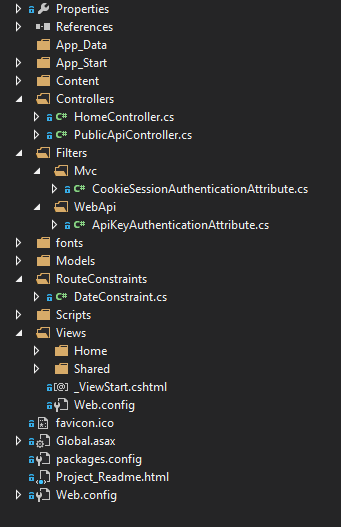 Properties
References
App_Data
App_Start
Content
Controllers
C# HomeController.cs
C# PublicApiController.cs
Filters
Mvc
C# CookieSessionAuthenticationAttribute.cs
WebApi
C# ApiKeyAuthenticationAttribute.cs
fonts
Models
RouteConstraints
C# DateConstraint.cs
Scripts
Views
Home
Shared
[@] _ViewStart.cshtml
Web.config
favicon.ico
Global.asax
packages.config
Project_Readme.html
Web.config